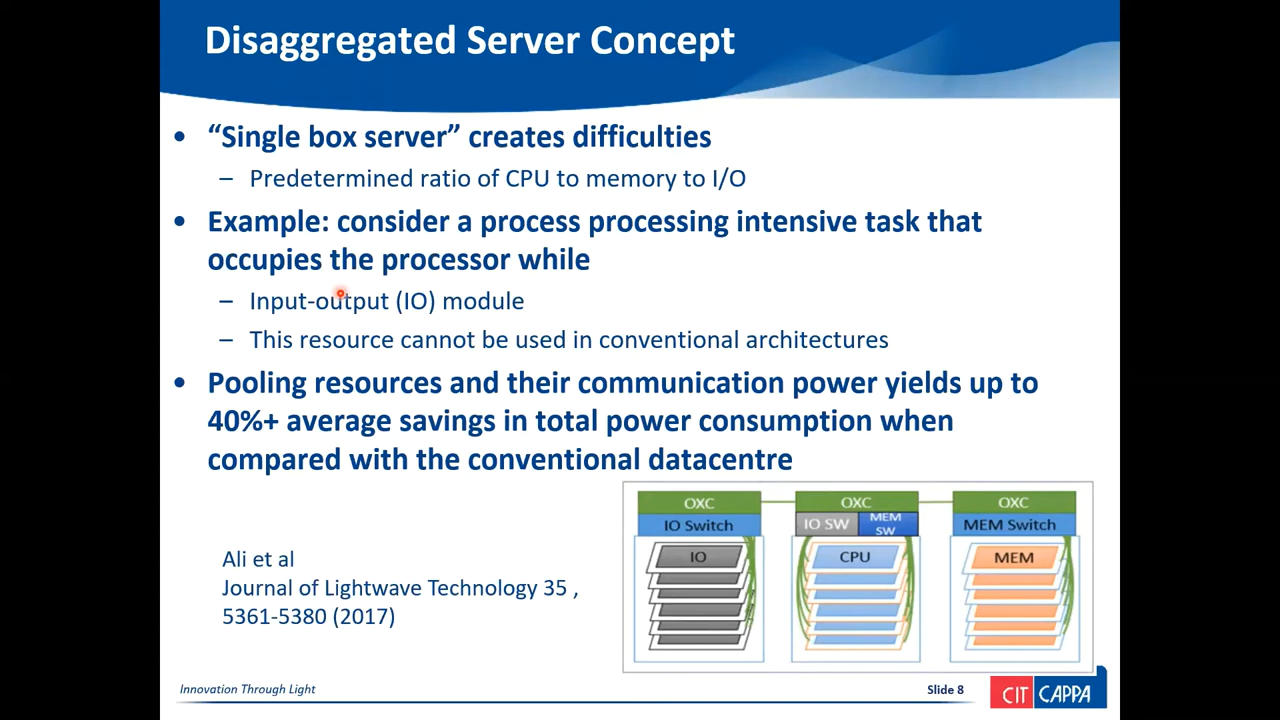 Disaggregated Server Concept
• “Single box server” creates difficulties
– Predetermined ratio of CPU to memory to I/O
• Example: consider a process processing intensive task that
occupies the processor while
– Input-output (IO) module
– This resource cannot be used in conventional architectures
• Pooling resources and their communication power yields up to
40%+ average savings in total power consumption when
compared with the conventional datacentre
Ali et al
Journal of Lightwave Technology 35 ,
5361-5380 (2017)
OXC
IO Switch
IO
OXC
IO SW
MEM
SW
CPU
OXC
MEM Switch
MEM
Innovation Through Light
Slide 8
CIT CAPPA